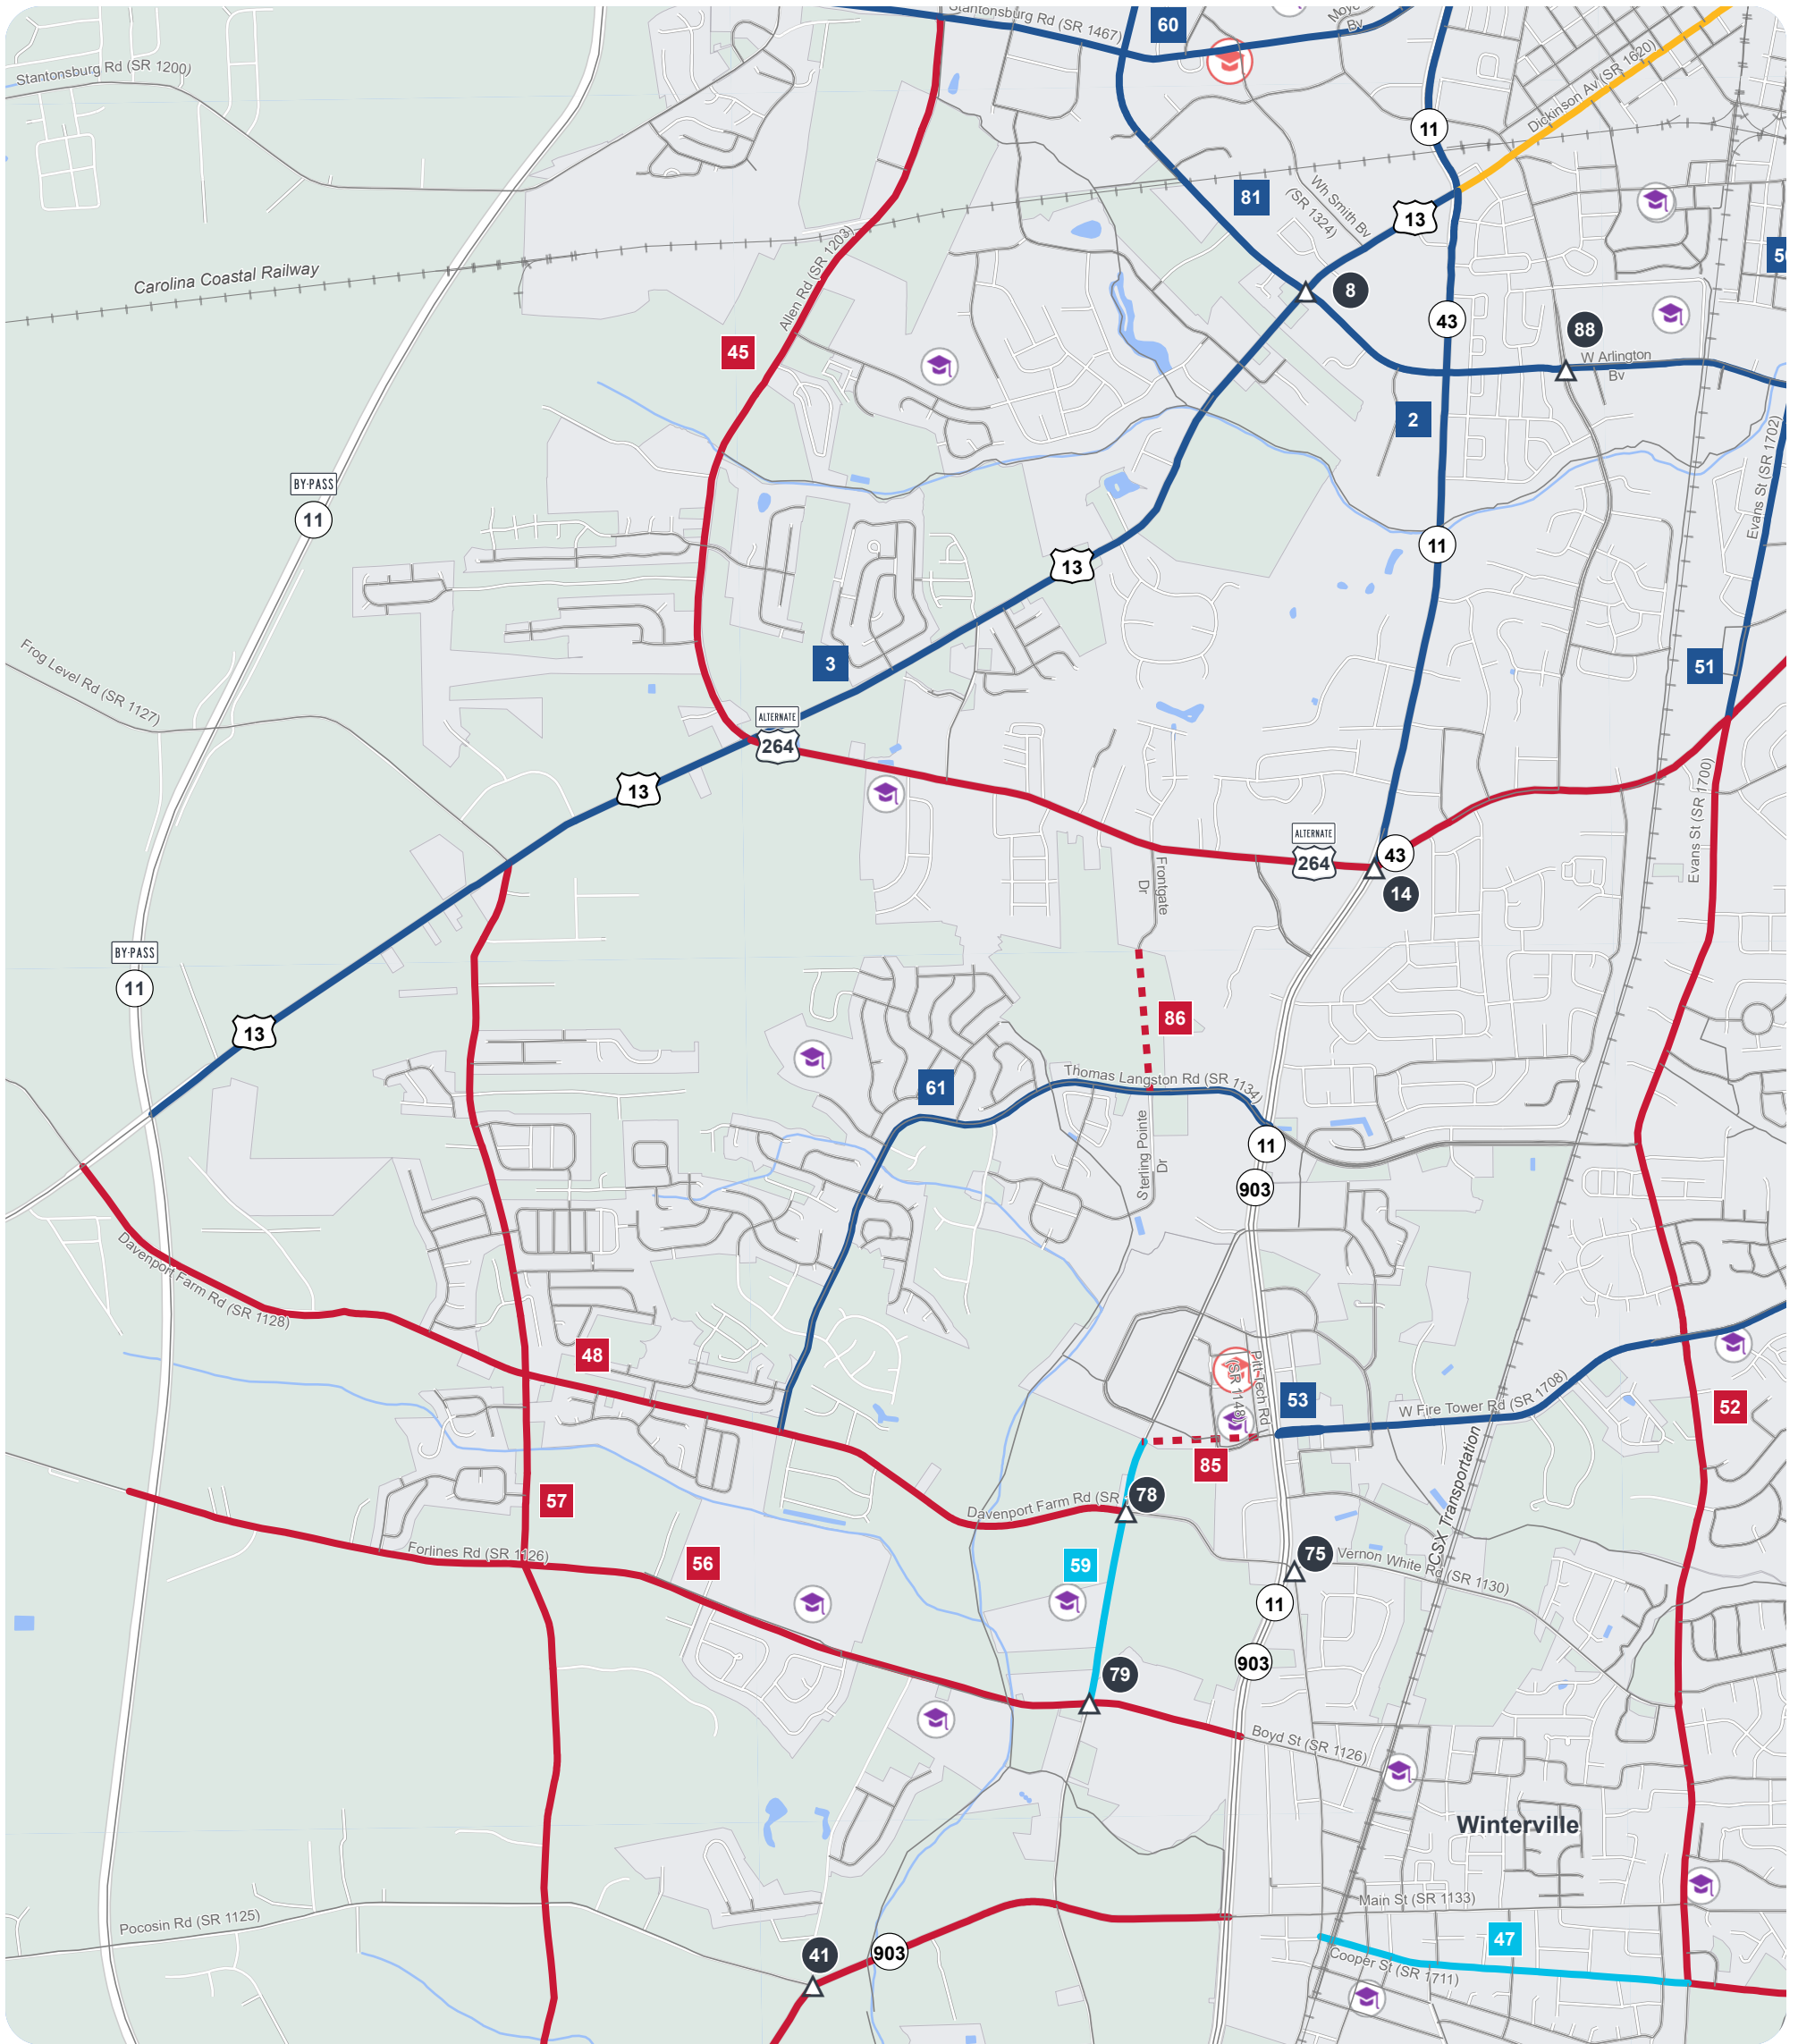 Stantonsburg Rd (SR 1467)
60
Moye
Bv
Stantonsburg Rd (SR 1200)
Dickinson Av (SR 1620)
11
81
Wh Smith Bv
(SR 1324)
13
Carolina Coastal Railway
Allen Rd (SR 1203)
8
43
88
45
W Arlington
Bv
2
Evans St (SR 1702)
BY-PASS
11
11
13
Frog Level Rd (SR 1127)
3
51
ALTERNATE
264
13
Evans St (SR 1700)
ALTERNATE
264
43
14
Frontgate
Dr
BY-PASS
11
13
86
61
Thomas Langston Rd (SR 1134)
Sterling Pointe
Dr
11
903
Davenport Farm Rd (SR 1128)
48
Pitt Tech Rd
(SR 1148)
53
W Fire Tower Rd (SR 1708)
52
85
57
78
Davenport Farm Rd (SR
CSX Transportation
Forlines Rd (SR 1126)
56
59
75
Vernon White Rd (SR 1130)
11
903
79
Boyd St (SR 1126)
Winterville
Main St (SR 1133)
Pocosin Rd (SR 1125)
41
903
47
Cooper St (SR 1711)